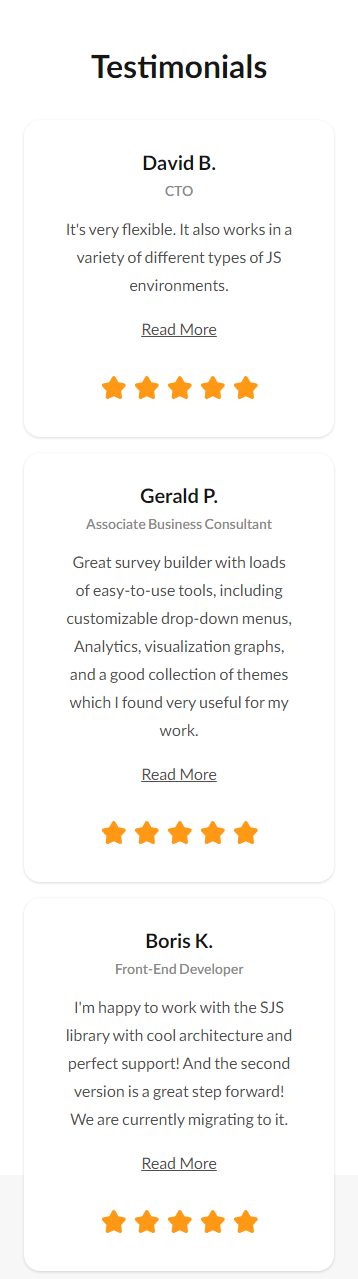 Testimonials
David B.
CTO
It's very flexible. It also works in a
variety of different types of JS
environments.
Read More
Gerald P.
Associate Business Consultant
Great survey builder with loads
of easy-to-use tools, including
customizable drop-down menus,
Analytics, visualization graphs,
and a good collection of themes
which I found very useful for my
work.
Read More
Boris K.
Front-End Developer
I'm happy to work with the SJS
library with cool architecture and
perfect support! And the second
version is a great step forward!
We are currently migrating to it.
Read More